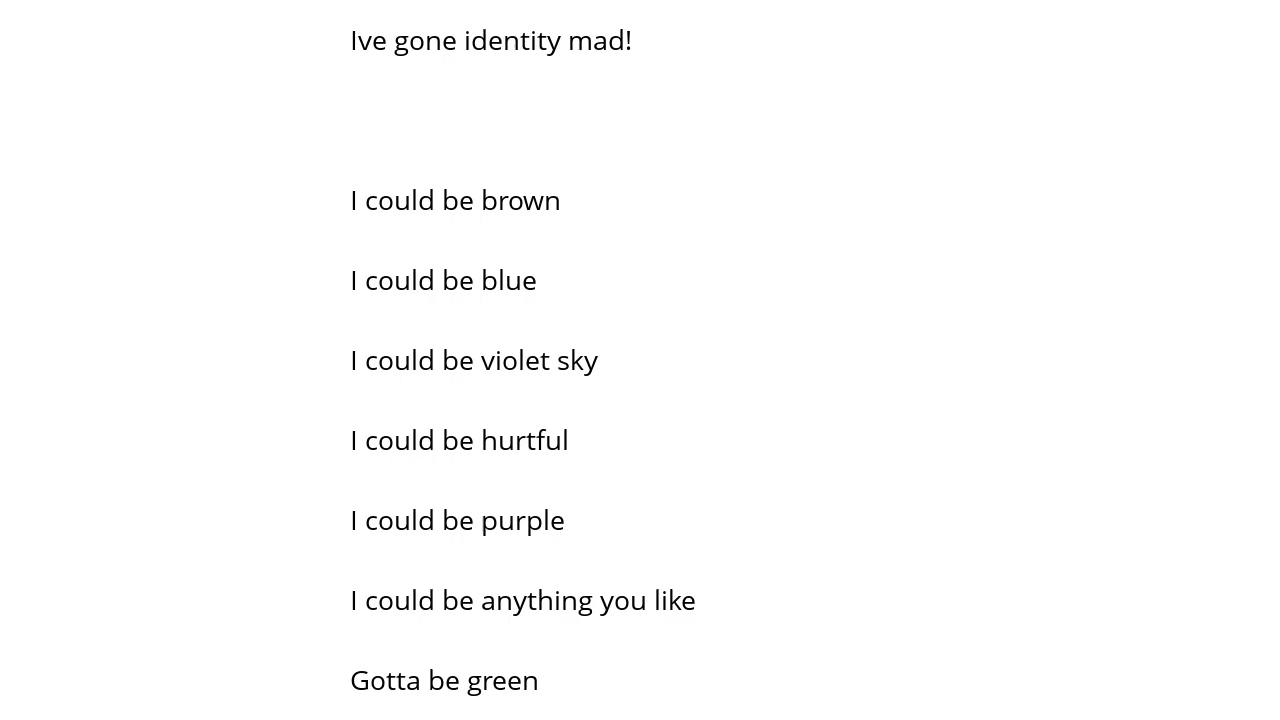 Ive gone identity mad!
I could be brown
I could be blue
I could be violet sky
I could be hurtful
I could be purple
I could be anything you like
Gotta be green